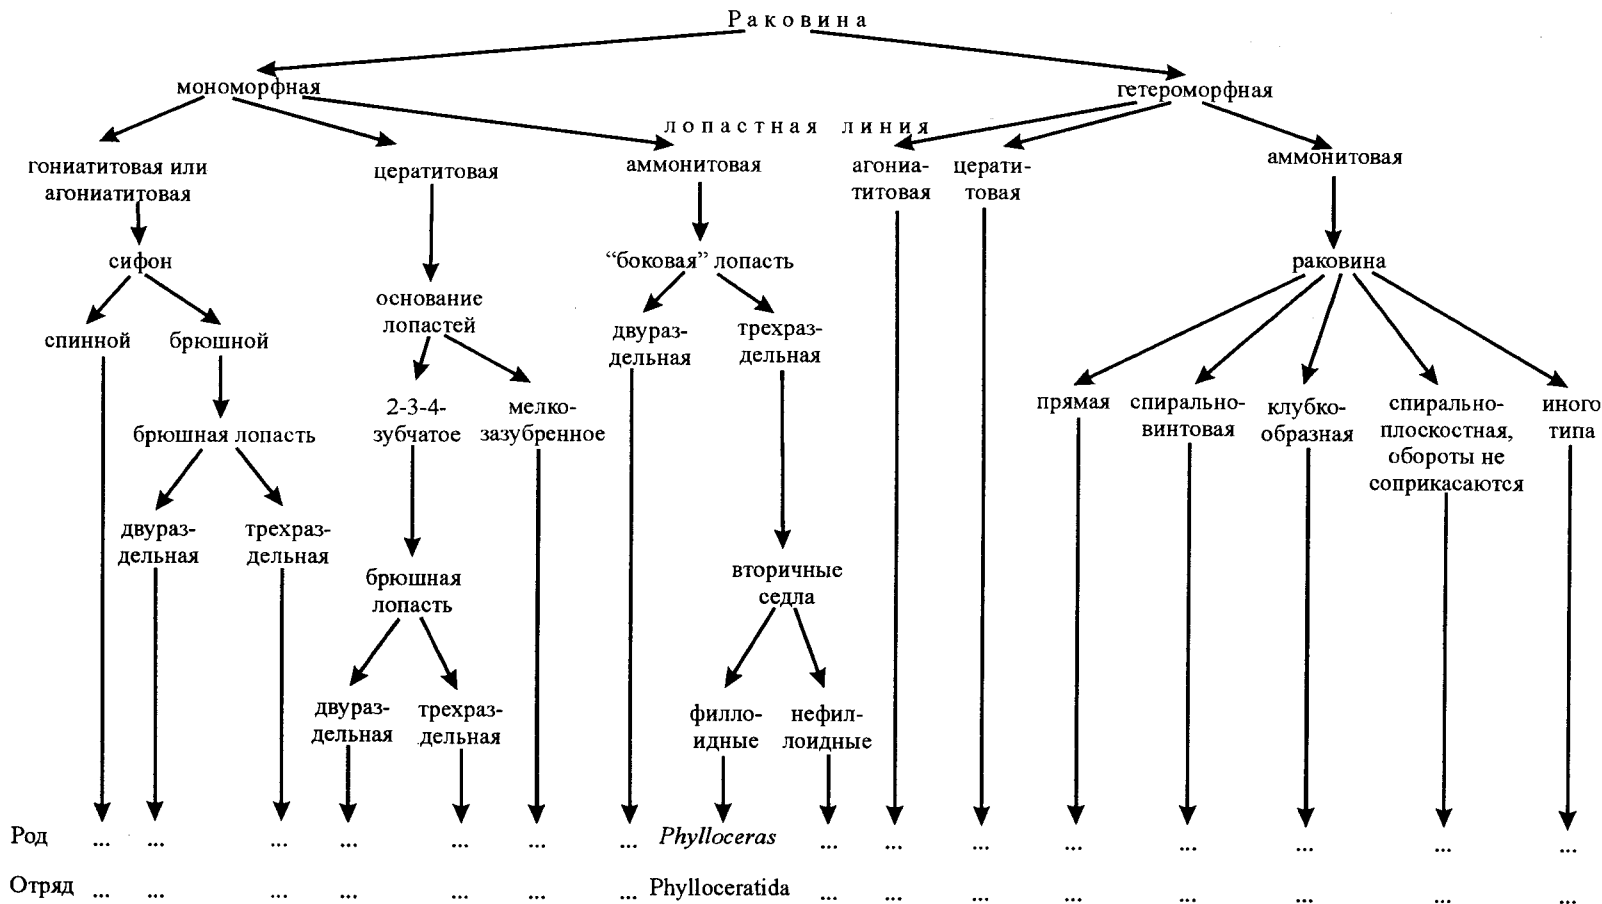 Раковина
мономорфная
гетероморфная
лопастная линия
гониатитовая или
агониатитовая
цератитовая
аммонитовая
агониа-
титовая
церати-
товая
аммонитовая
сифон
спинной
брюшной
брюшная лопасть
двураз-
дельная
трехраз-
дельная
основание
лопастей
2-3-4-
зубчатое
мелко-
зазубренное
брюшная
лопасть
двураз-
дельная
трехраз-
дельная
“боковая” лопасть
двураз-
дельная
трехраз-
дельная
вторичные
седла
филло-
идные
нефил-
лоидные
раковина
прямая
спирально-
винтовая
клубко-
образная
спирально-
плоскостная,
обороты не
соприкасаются
иного
типа
Род ... ... ... ... ... ... ... Phylloceras ... ... ... ... ... ... ... ...
Отряд ... ... ... ... ... ... ... Phylloceratida ... ... ... ... ... ... ... ...